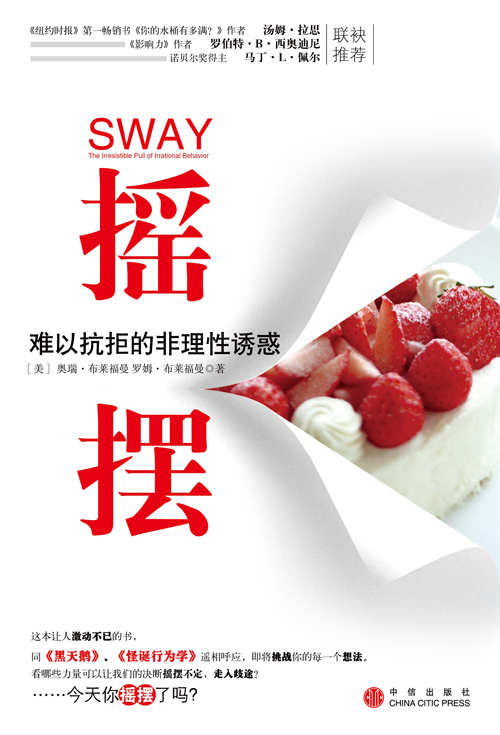 《纽约时报》第一畅销书《你的水桶有多满？》作者 汤姆·拉思
《影响力》作者 罗伯特·B·西奥迪尼
诺贝尔奖得主 马丁·L·佩尔
联袂
推荐
SWAY
The Irresistible Pull of Irrational Behavior
摇
难以抗拒的非理性诱惑
［美］ 奥瑞·布莱福曼 罗姆·布莱福曼◎著
摆
这本让人激动不已的书，
同《黑天鹅》、《怪诞行为学》遥相呼应，即将挑战你的每一个想法。
看哪些力量可以让我们的决断摇摆不定，走入歧途？
……今天你摇摆了吗？
中信出版社
CHINA CITIC PRESS